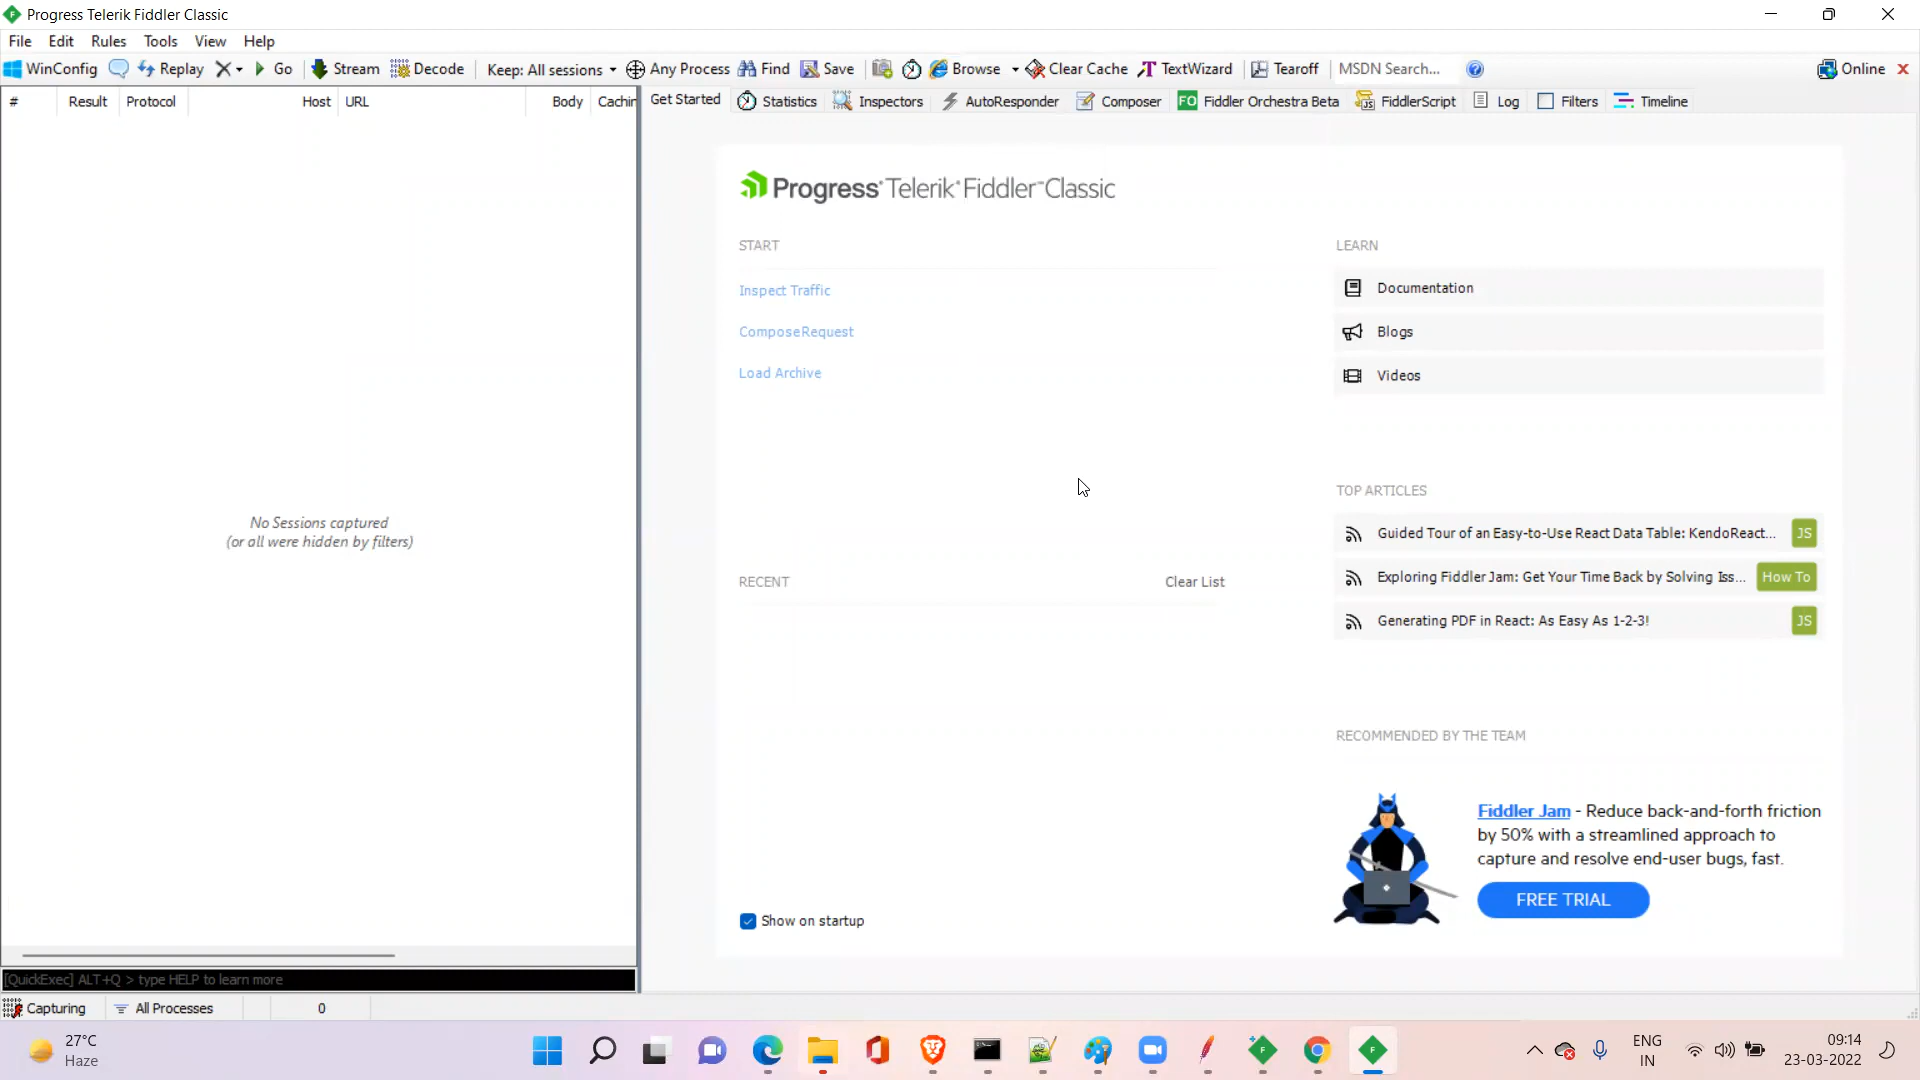 Progress Telerik Fiddler Classic
File Edit Rules Tools View Help
WinConfig Replay Go Stream Decode Keep: All sessions Any Process Find Save Browse Clear Cache TextWizard Tearoff MSDN Search... Online
# Result Protocol Host URL Body Cachin
Get Started Statistics Inspectors AutoResponder Composer FO Fiddler Orchestra Beta FiddlerScript Log Filters Timeline
Progress Telerik Fiddler Classic
START
Inspect Traffic
Compose Request
Load Archive
LEARN
Documentation
Blogs
Videos
No Sessions captured
(or all were hidden by filters)
TOP ARTICLES
Guided Tour of an Easy-to-Use React Data Table: KendoReact... JS
Exploring Fiddler Jam: Get Your Time Back by Solving Iss... How To
Generating PDF in React: As Easy As 1-2-3! JS
RECENT Clear List
RECOMMENDED BY THE TEAM
Fiddler Jam - Reduce back-and-forth friction
by 50% with a streamlined approach to
capture and resolve end-user bugs, fast.
FREE TRIAL
Show on startup
[QuickExec] ALT+Q > type HELP to learn more
Capturing All Processes 0
27°C
Haze
ENG
IN
09:14
23-03-2022